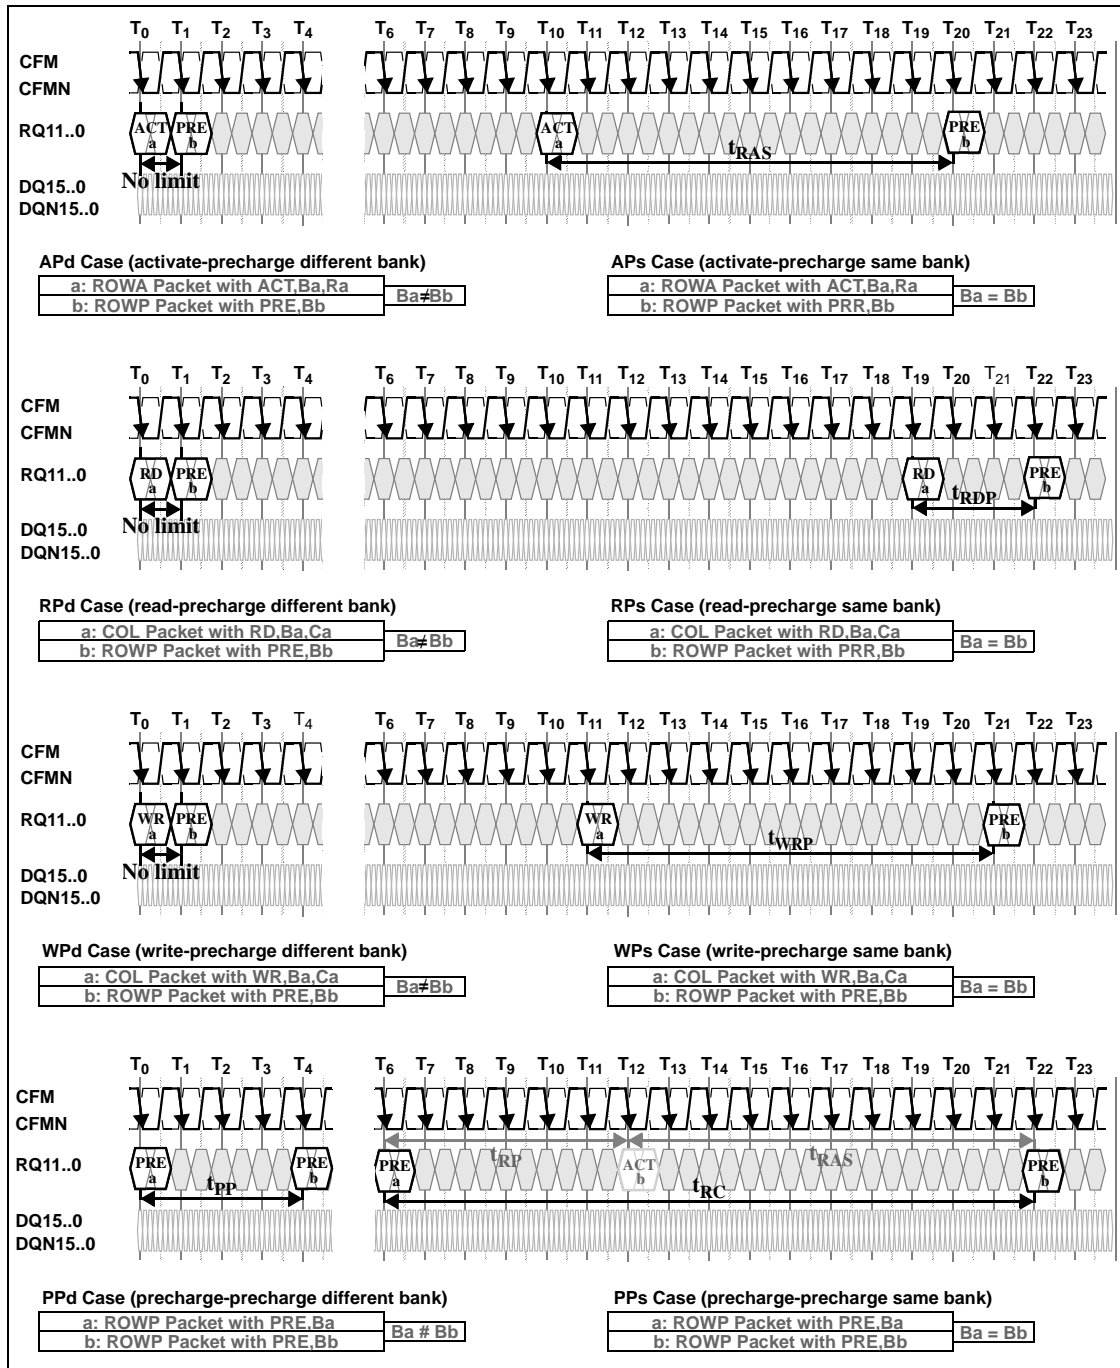 T0 T1 T2 T3 T4 T6 T7 T8 T9 T10 T11 T12 T13 T14 T15 T16 T17 T18 T19 T20 T21 T22 T23
CFM
CFMN
RQ11..0 ACT a PRE b ACT a PRE b
tRAS
No limit
DQ15..0
DQN15..0
APd Case (activate-precharge different bank) APs Case (activate-precharge same bank)
a: ROWA Packet with ACT,Ba,Ra a: ROWA Packet with ACT,Ba,Ra
Ba≠Bb Ba = Bb
b: ROWP Packet with PRE,Bb b: ROWP Packet with PRR,Bb
T0 T1 T2 T3 T4 T6 T7 T8 T9 T10 T11 T12 T13 T14 T15 T16 T17 T18 T19 T20 T21 T22 T23
CFM
CFMN
RQ11..0 RD a PRE b RD a PRE b
tRDP
No limit
DQ15..0
DQN15..0
RPd Case (read-precharge different bank) RPs Case (read-precharge same bank)
a: COL Packet with RD,Ba,Ca a: COL Packet with RD,Ba,Ca
Ba≠Bb Ba = Bb
b: ROWP Packet with PRE,Bb b: ROWP Packet with PRR,Bb
T0 T1 T2 T3 T4 T6 T7 T8 T9 T10 T11 T12 T13 T14 T15 T16 T17 T18 T19 T20 T21 T22 T23
CFM
CFMN
RQ11..0 WR a PRE b WR a PRE b
tWRP
No limit
DQ15..0
DQN15..0
WPd Case (write-precharge different bank) WPs Case (write-precharge same bank)
a: COL Packet with WR,Ba,Ca a: COL Packet with WR,Ba,Ca
Ba≠Bb Ba = Bb
b: ROWP Packet with PRE,Bb b: ROWP Packet with PRE,Bb
T0 T1 T2 T3 T4 T6 T7 T8 T9 T10 T11 T12 T13 T14 T15 T16 T17 T18 T19 T20 T21 T22 T23
CFM
CFMN
tRP tRAS
RQ11..0 PRE a PRE b PRE a ACT b PRE b
tPP tRC
DQ15..0
DQN15..0
PPd Case (precharge-precharge different bank) PPs Case (precharge-precharge same bank)
a: ROWP Packet with PRE,Ba a: ROWP Packet with PRE,Ba
Ba # Bb Ba = Bb
b: ROWP Packet with PRE,Bb b: ROWP Packet with PRE,Bb